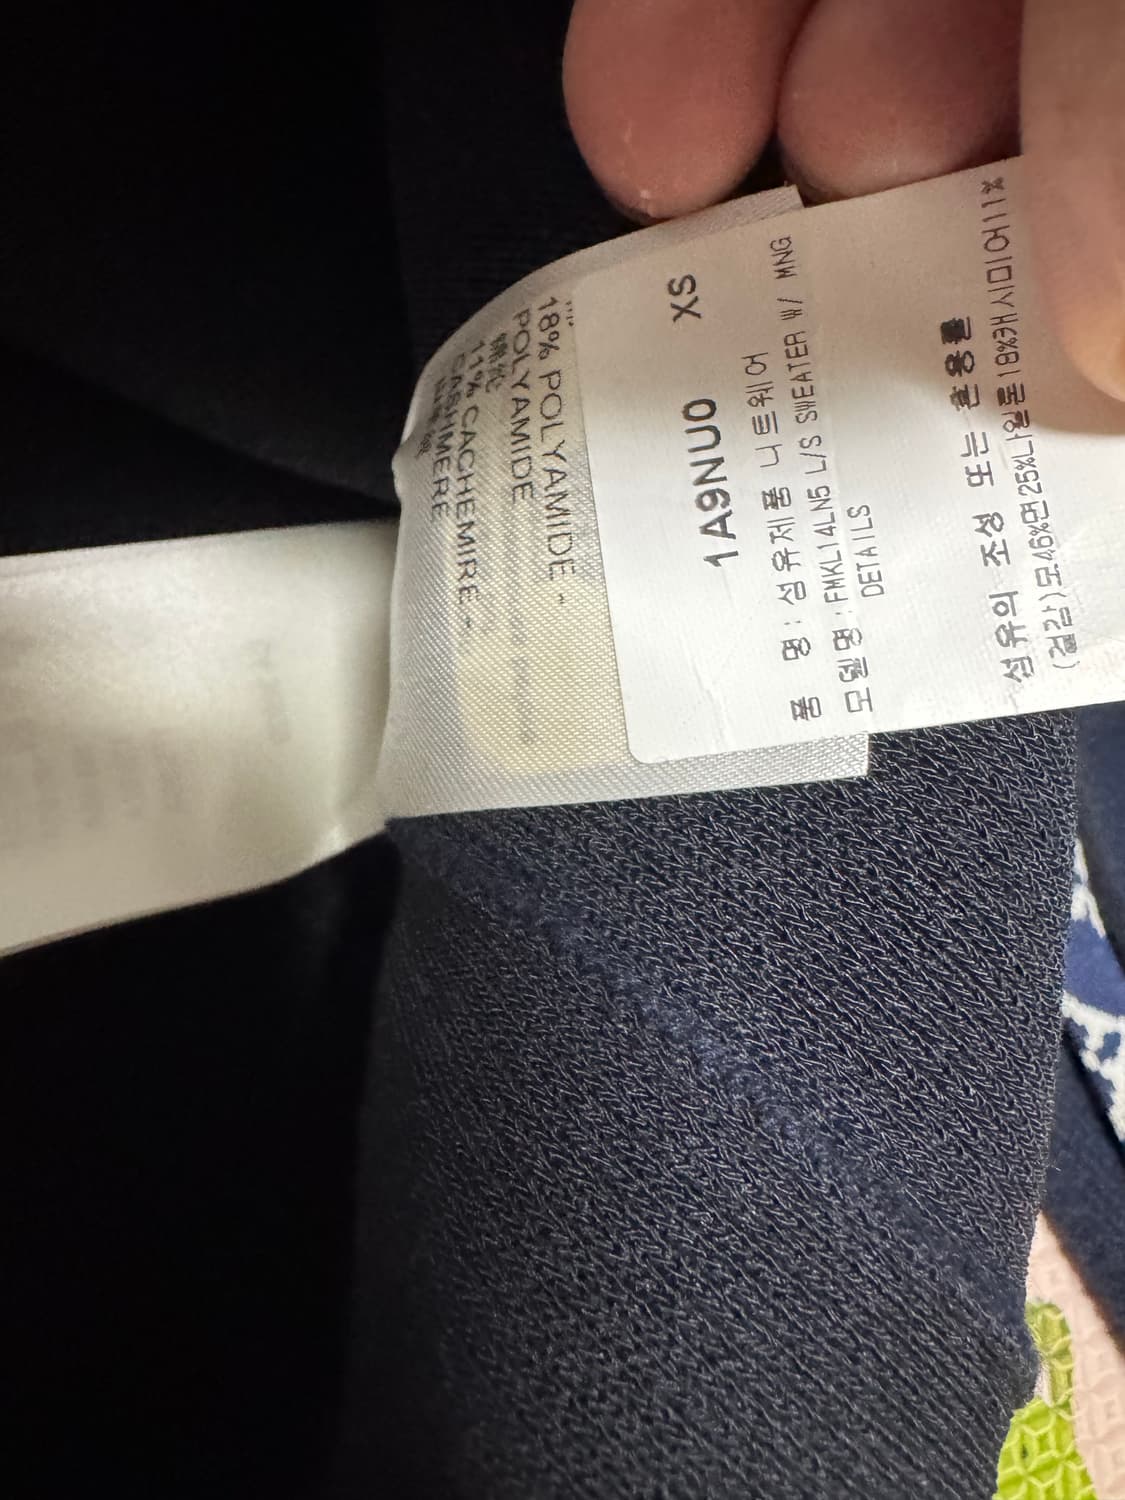 18% POLYAMIDE -
POLYAMIDE
11% CACHEMIRE -
CASHMERE
1A9NU0 XS
품 명 : 섬유제품 니트웨어
모델명 : FMKL14LN5 L/S SWEATER W/ MNG
DETAILS
섬유의 조성 또는 혼용률
(겉감)모46%면25%나일론18%캐시미어11%